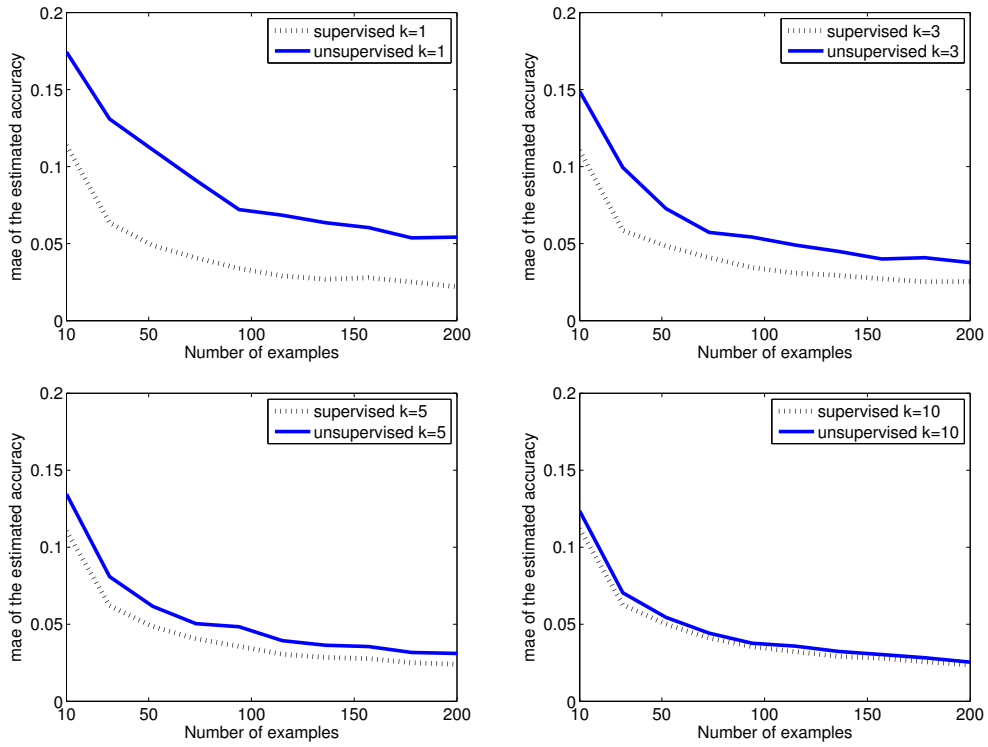 mae of the estimated accuracy
0.2
0.15
0.1
0.05
0
10
50
100
150
200
Number of examples
supervised k=1
unsupervised k=1
mae of the estimated accuracy
0.2
0.15
0.1
0.05
0
10
50
100
150
200
Number of examples
supervised k=3
unsupervised k=3
mae of the estimated accuracy
0.2
0.15
0.1
0.05
0
10
50
100
150
200
Number of examples
supervised k=5
unsupervised k=5
mae of the estimated accuracy
0.2
0.15
0.1
0.05
0
10
50
100
150
200
Number of examples
supervised k=10
unsupervised k=10